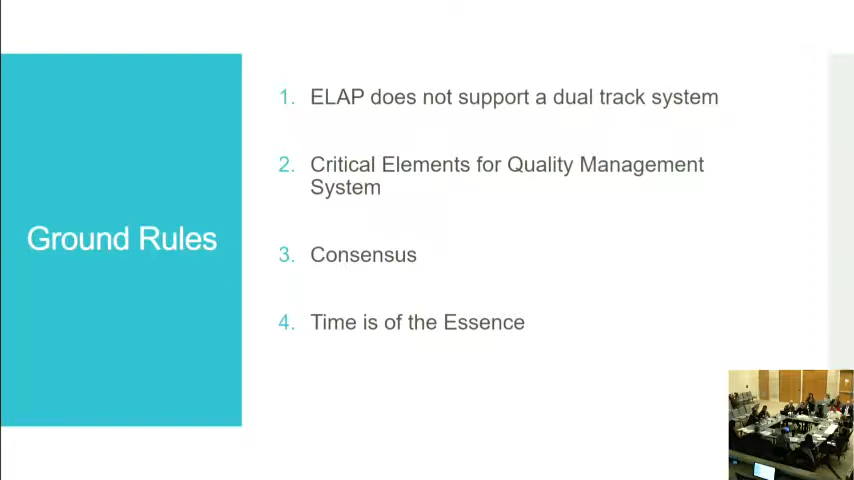 Ground Rules
1. ELAP does not support a dual track system
2. Critical Elements for Quality Management
System
3. Consensus
4. Time is of the Essence